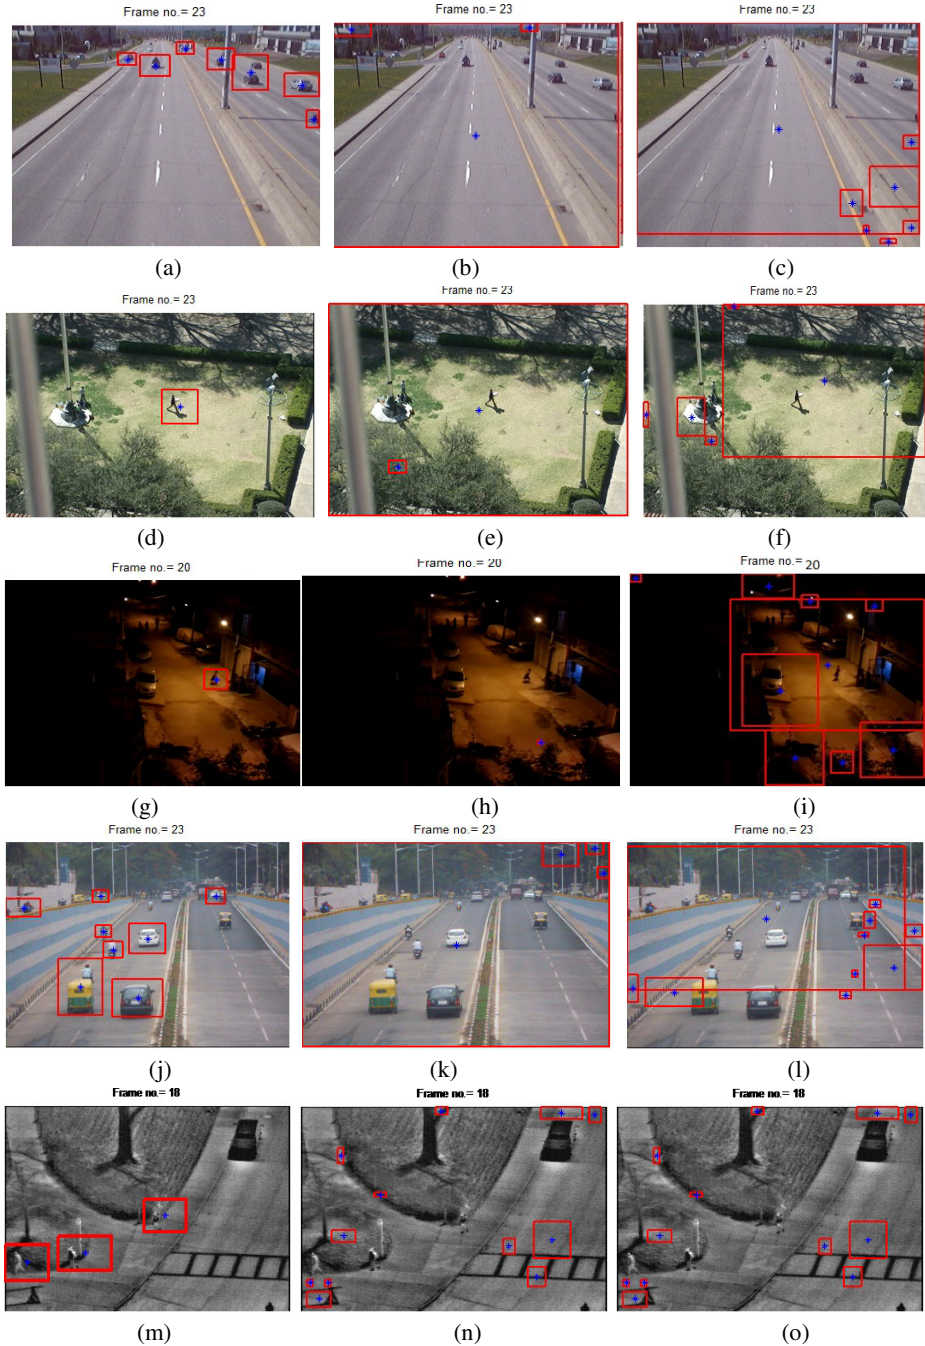 Frame no.= 23
Frame no.= 23
Frame no.= 23
(a)
(b)
(c)
Frame no.= 23
Frame no.= 23
Frame no.= 23
(d)
(e)
(f)
Frame no.= 20
Frame no.= 20
Frame no.= 20
(g)
(h)
(i)
Frame no.= 23
Frame no.= 23
Frame no.= 23
(j)
(k)
(l)
Frame no.= 18
Frame no.= 18
Frame no.= 18
(m)
(n)
(o)